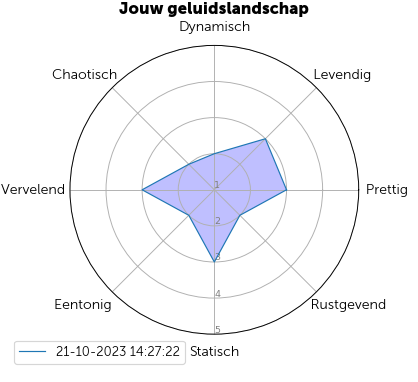 Jouw geluidslandschap
Dynamisch
Chaotisch
Levendig
Vervelend
Prettig
1
2
3
4
5
Eentonig
Rustgevend
21-10-2023 14:27:22
Statisch